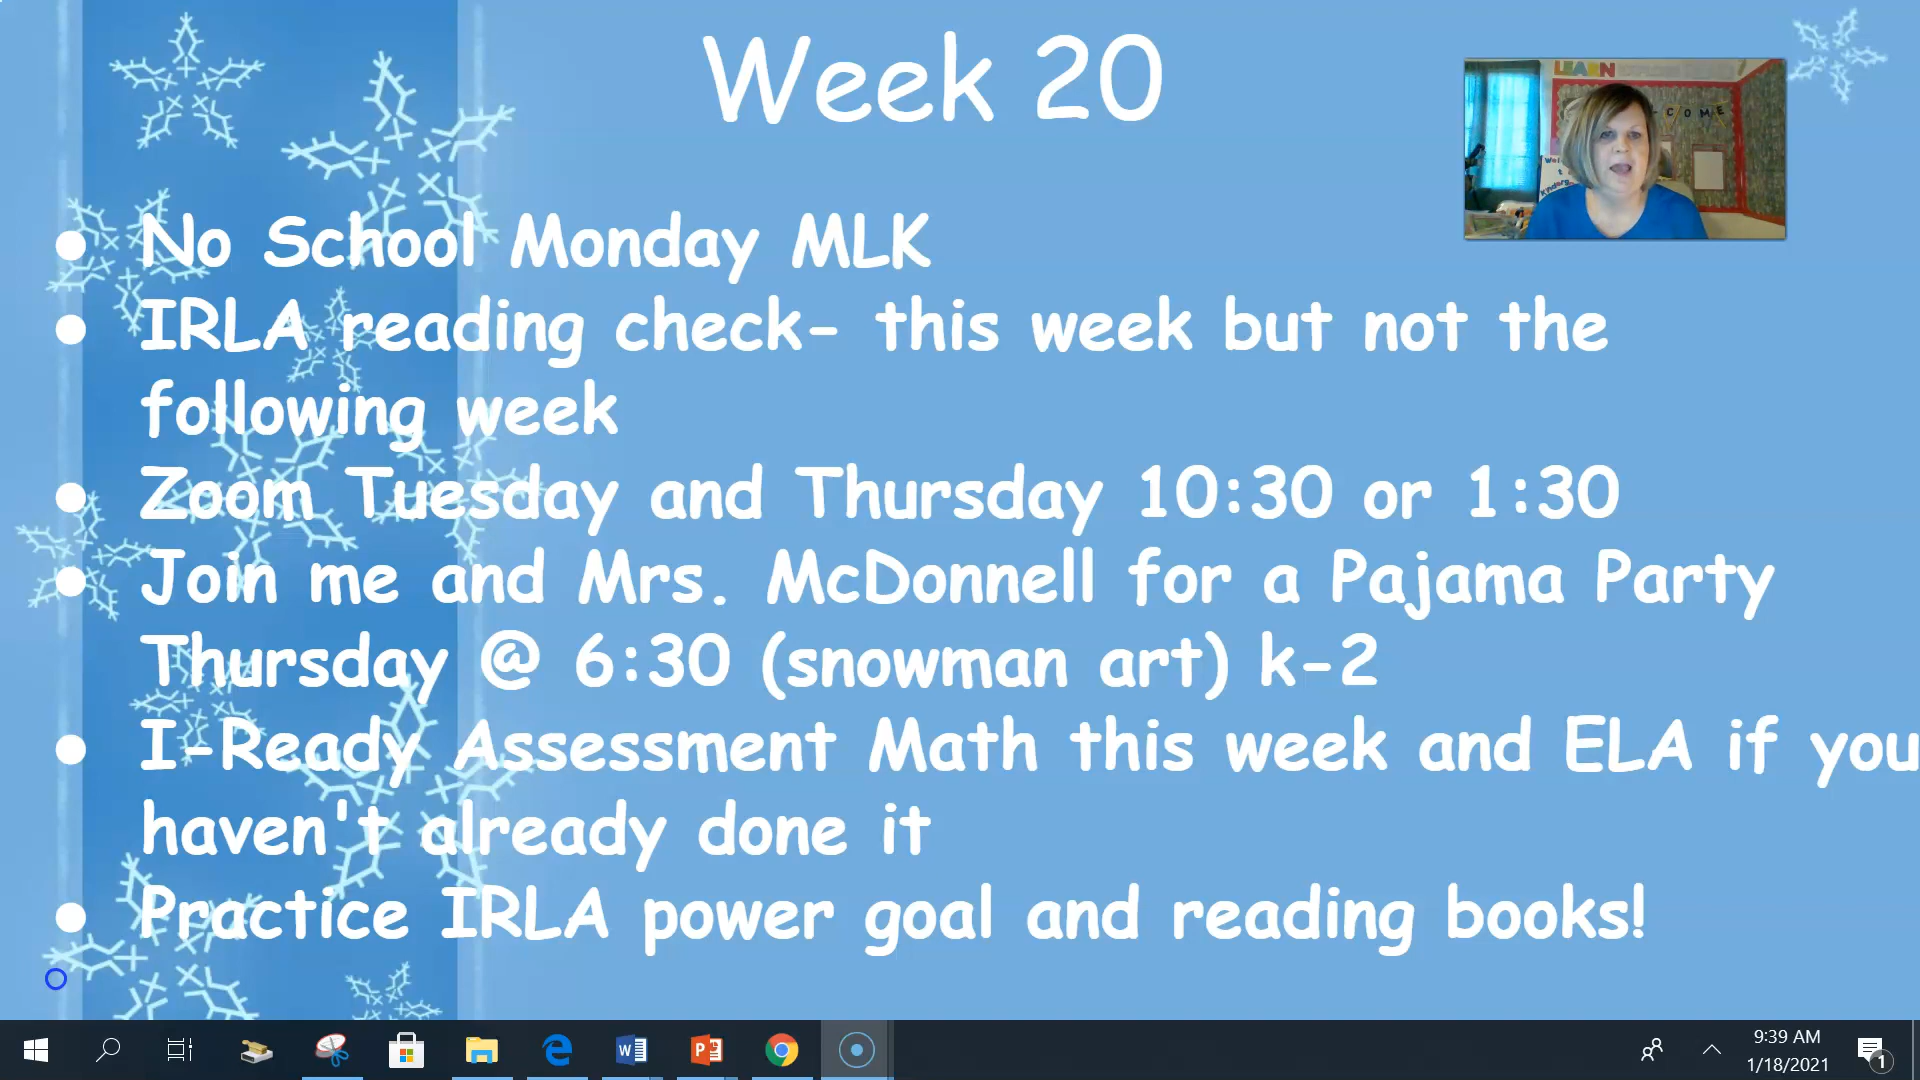 Week 20
LEARN
COME
• No School Monday MLK
• IRLA reading check- this week but not the
following week
• Zoom Tuesday and Thursday 10:30 or 1:30
• Join me and Mrs. McDonnell for a Pajama Party
Thursday @ 6:30 (snowman art) k-2
• I-Ready Assessment Math this week and ELA if you
haven't already done it
• Practice IRLA power goal and reading books!
9:39 AM
1/18/2021
1